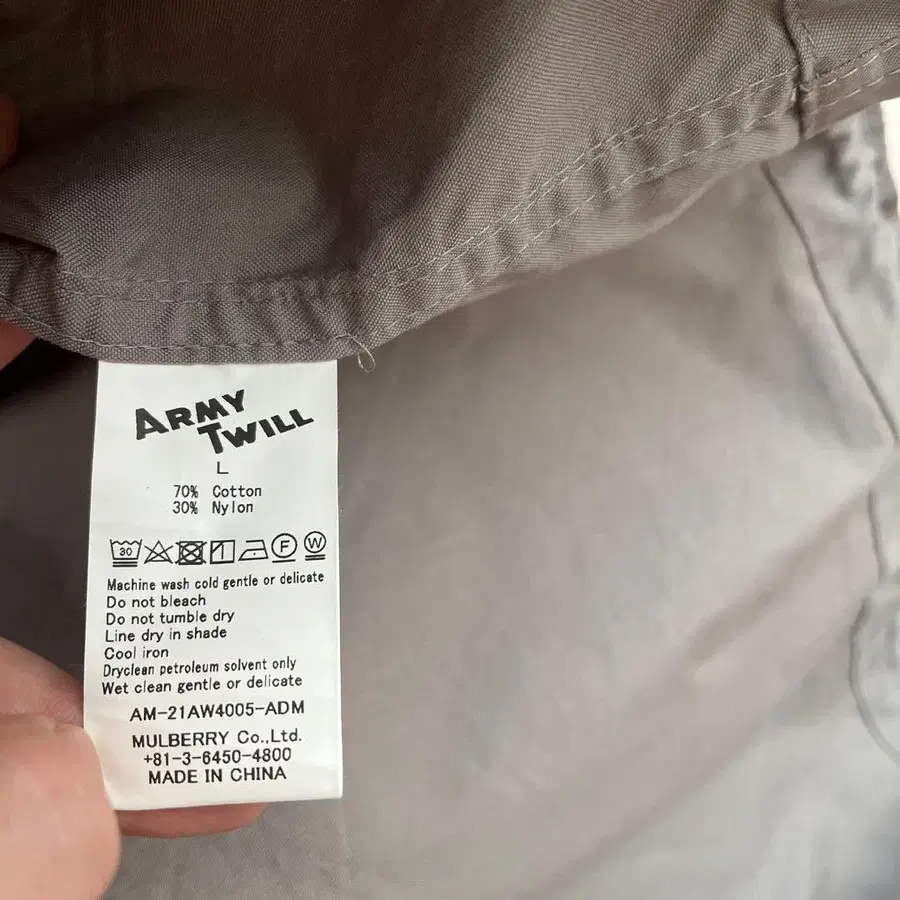 ARMY
TWILL
L
70% Cotton
30% Nylon
30 1 F W
Machine wash cold gentle or delicate
Do not bleach
Do not tumble dry
Line dry in shade
Cool iron
Dryclean petroleum solvent only
Wet clean gentle or delicate
AM-21AW4005-ADM
MULBERRY Co.,Ltd.
+81-3-6450-4800
MADE IN CHINA